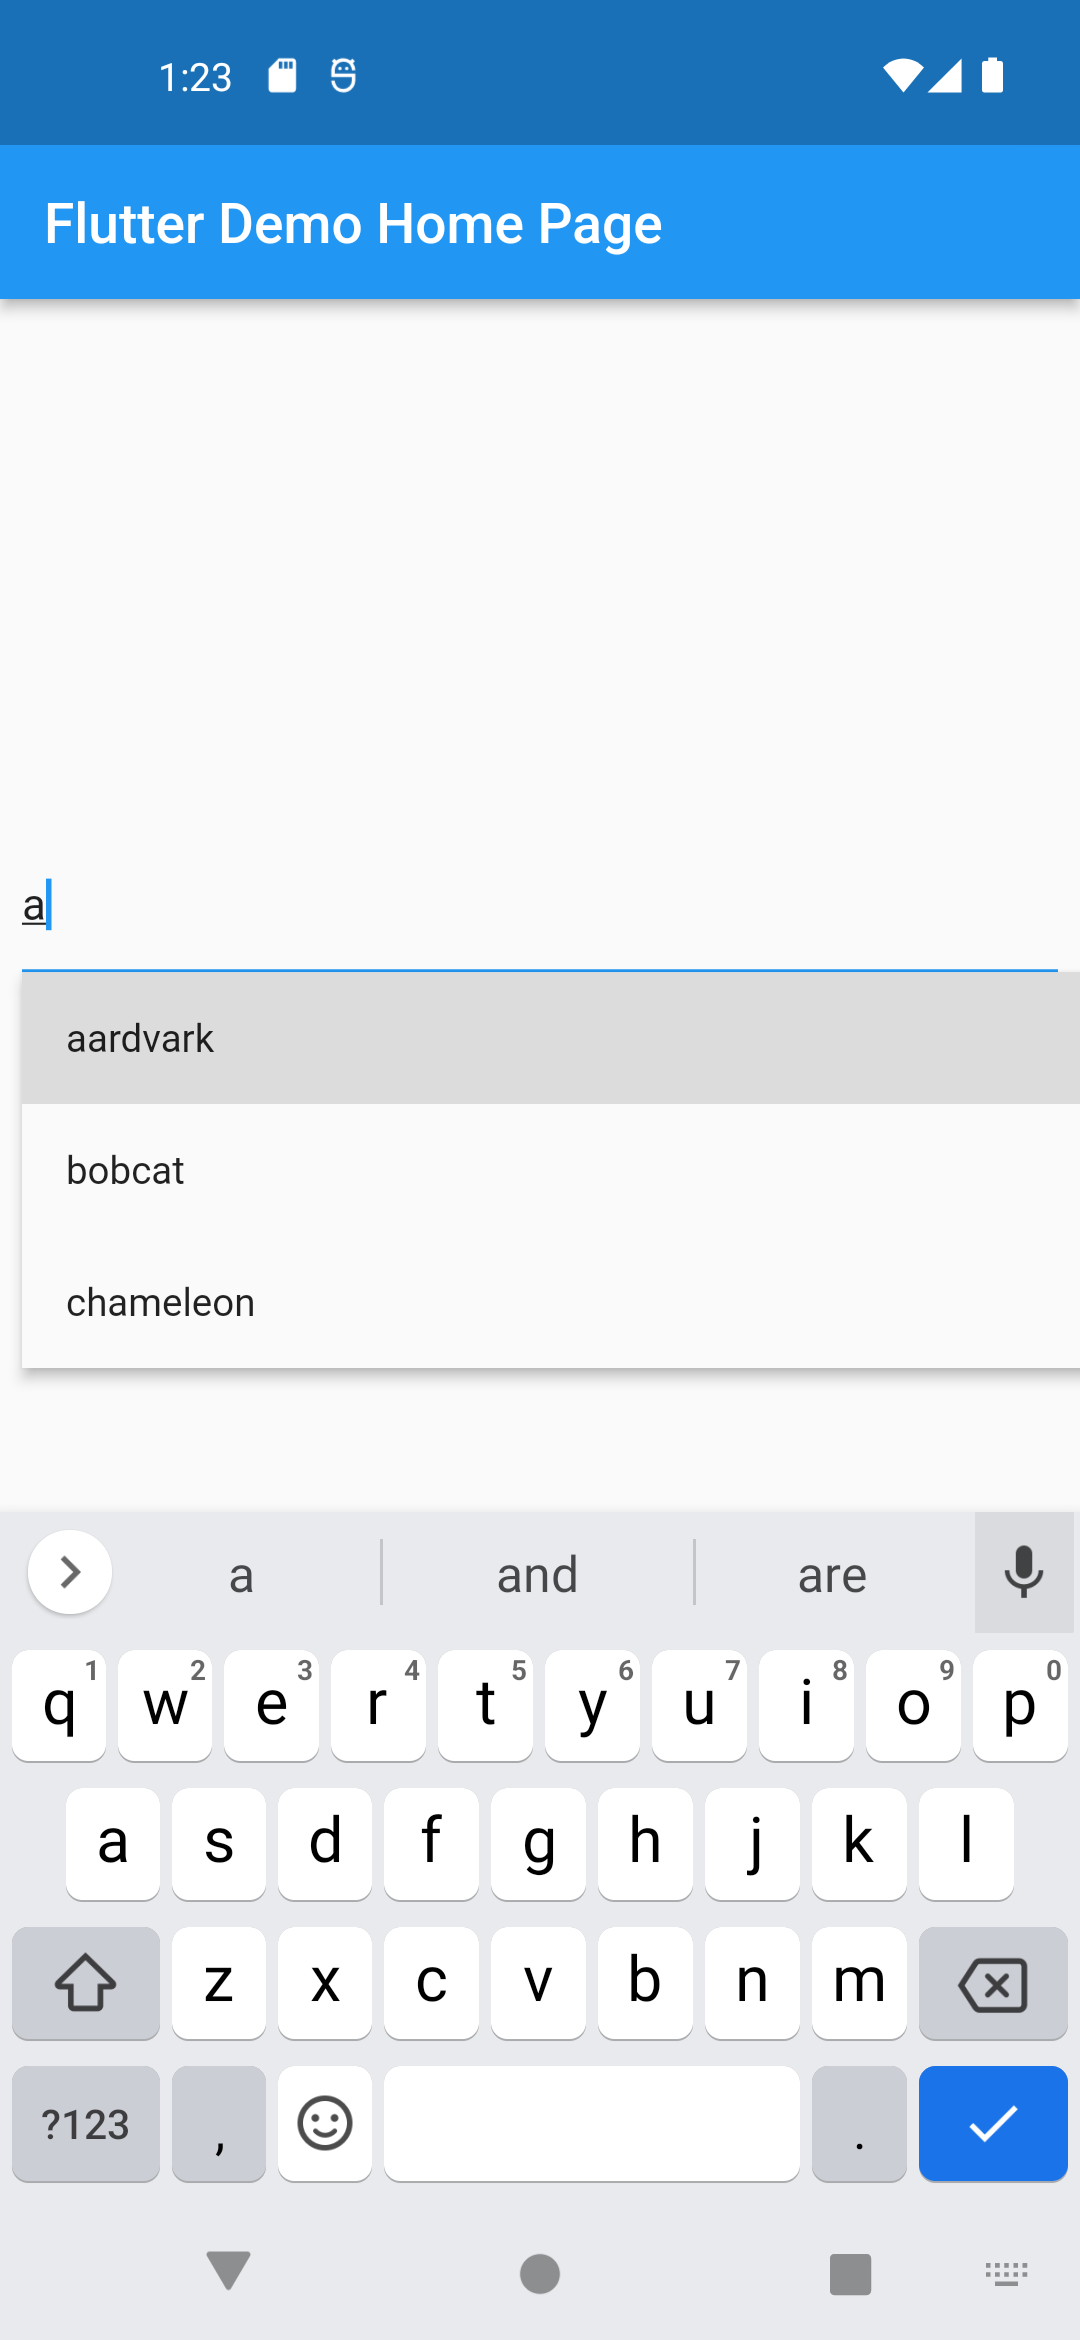 1:23
Flutter Demo Home Page
a
aardvark
bobcat
chameleon
a and are
q 1 w 2 e 3 r 4 t 5 y 6 u 7 i 8 o 9 p 0
a s d f g h j k l
z x c v b n m
?123 , .